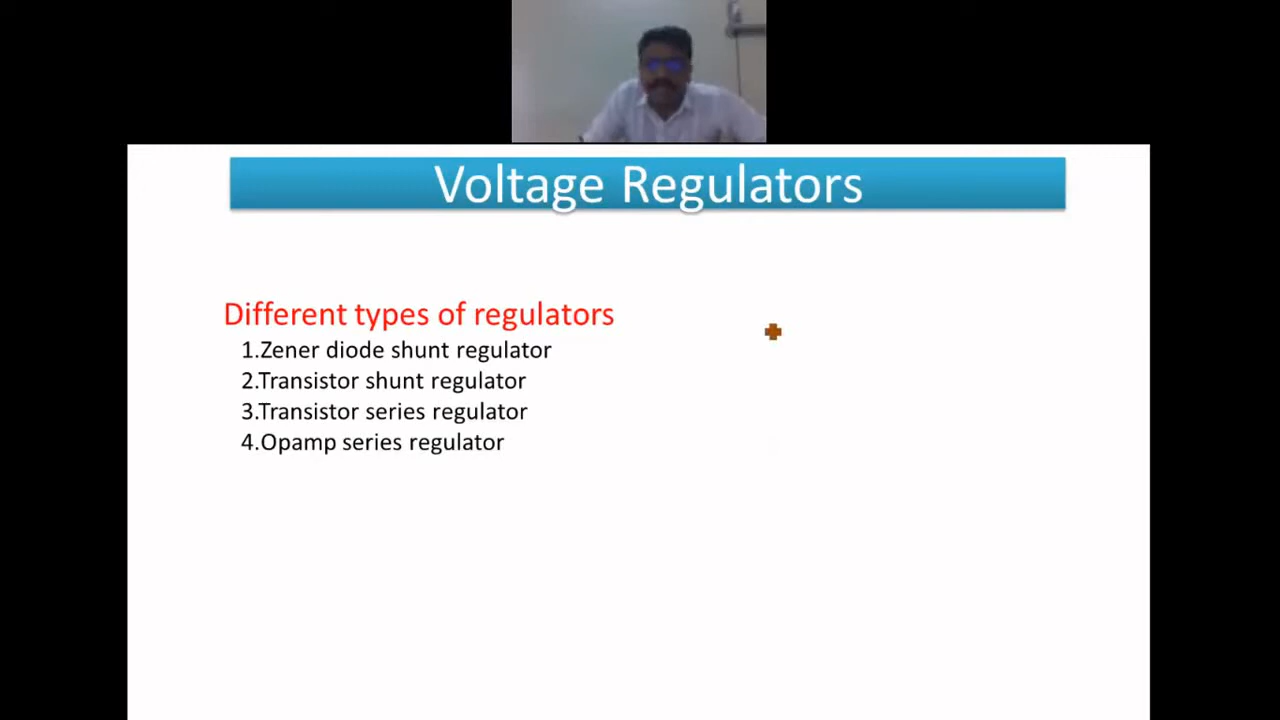 Voltage Regulators
Different types of regulators
1.Zener diode shunt regulator
2.Transistor shunt regulator
3.Transistor series regulator
4.Opamp series regulator